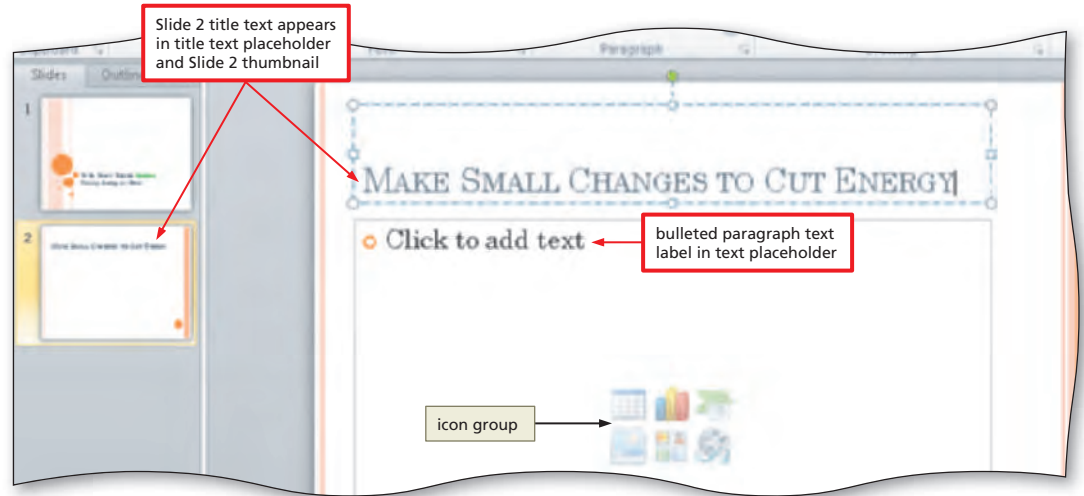 Slide 2 title text appears
in title text placeholder
and Slide 2 thumbnail
Paragraph
Slides
1
2
MAKE SMALL CHANGES TO CUT ENERGY
Click to add text
bulleted paragraph text
label in text placeholder
icon group